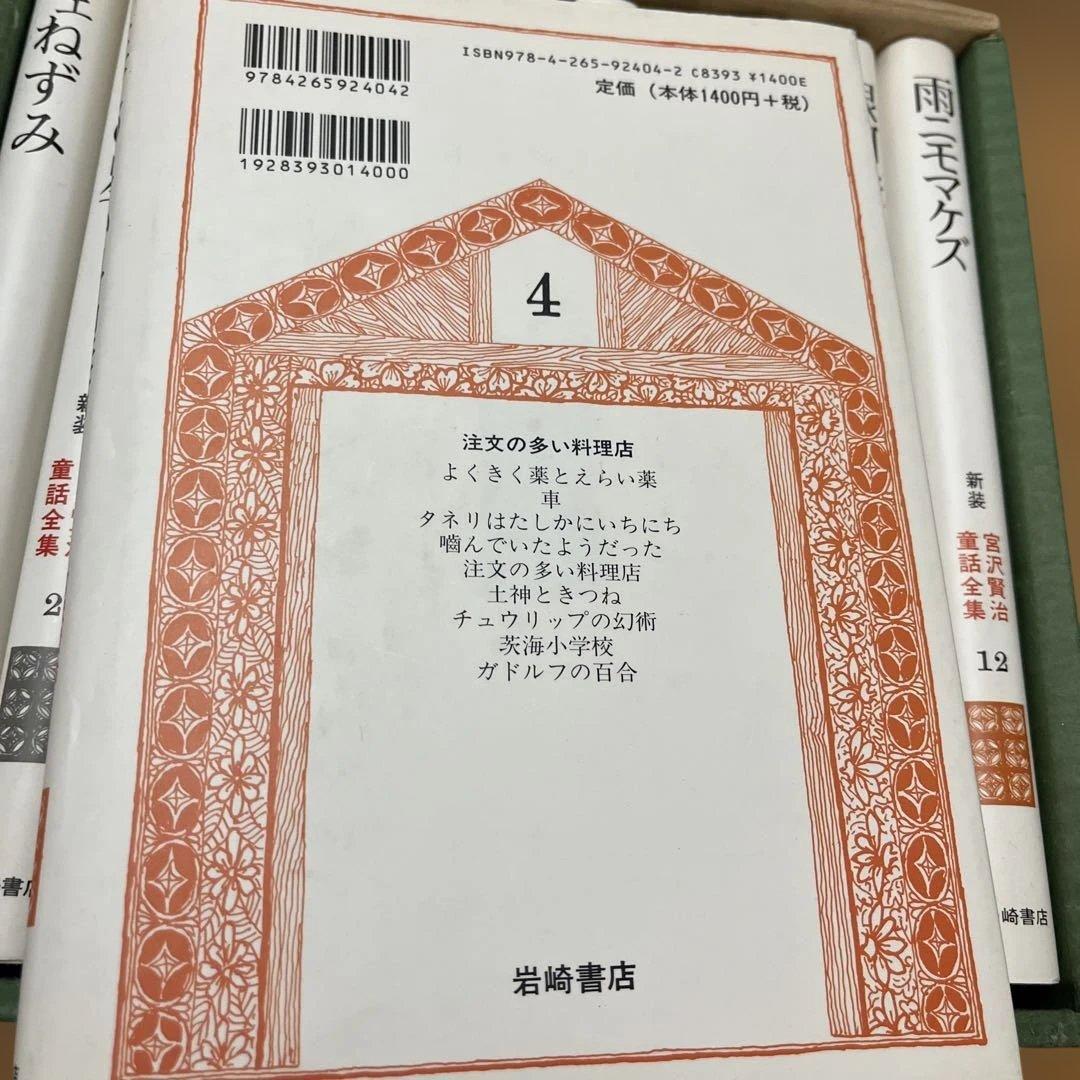 ISBN978-4-265-92404-2 C8393 ¥1400E
定価（本体1400円＋税）
9784265924042
1928393014000
4
注文の多い料理店
よくきく薬とえらい薬
車
タネリはたしかにいちにち
嚙んでいたようだった
注文の多い料理店
土神ときつね
チュウリップの幻術
茨海小学校
ガドルフの百合
岩崎書店
雨ニモマケズ
新装
宮沢賢治
童話全集
12
崎書店
ねずみ
新装
童話全集
2
書店